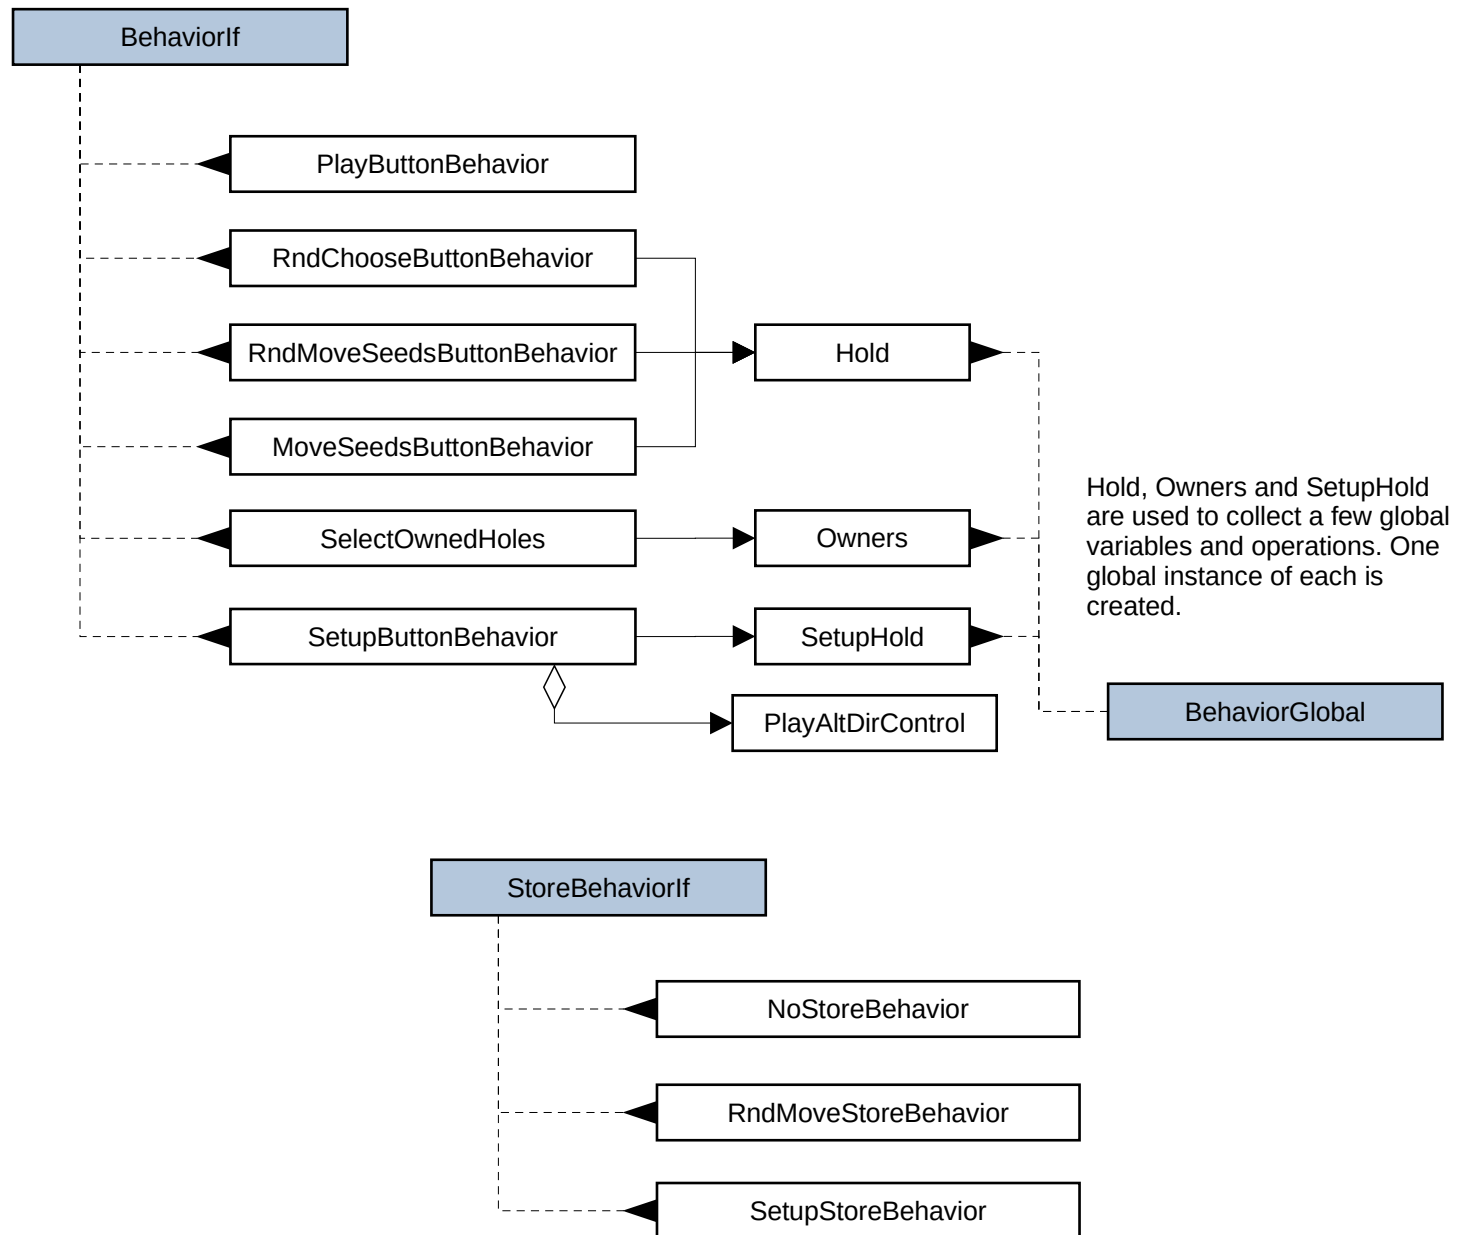 BehaviorIf
PlayButtonBehavior
RndChooseButtonBehavior
RndMoveSeedsButtonBehavior
Hold
MoveSeedsButtonBehavior
Hold, Owners and SetupHold
are used to collect a few global
variables and operations. One
global instance of each is
created.
SelectOwnedHoles
Owners
SetupButtonBehavior
SetupHold
PlayAltDirControl
BehaviorGlobal
StoreBehaviorIf
NoStoreBehavior
RndMoveStoreBehavior
SetupStoreBehavior